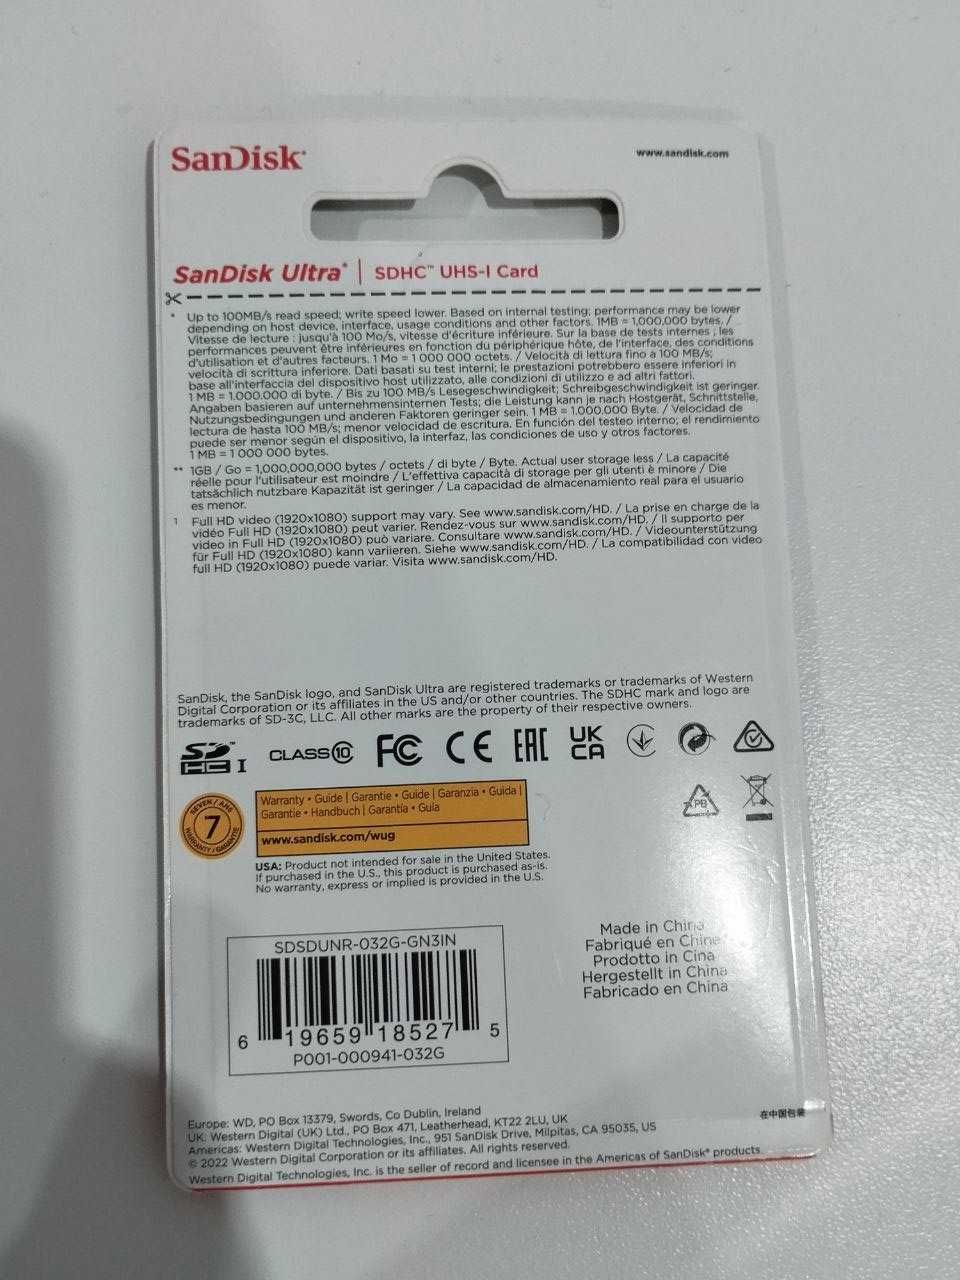 SanDisk®
www.sandisk.com
SanDisk Ultra® | SDHC™ UHS-I Card
* Up to 100MB/s read speed; write speed lower. Based on internal testing; performance may be lower
depending on host device, interface, usage conditions and other factors. 1MB = 1,000,000 bytes. /
Vitesse de lecture : jusqu'à 100 Mo/s, vitesse d'écriture inférieure. Sur la base de tests internes ; les
performances peuvent être inférieures en fonction du périphérique hôte, de l'interface, des conditions
d'utilisation et d'autres facteurs. 1 Mo = 1 000 000 octets. / Velocità di lettura fino a 100 MB/s;
velocità di scrittura inferiore. Dati basati su test interni; le prestazioni potrebbero essere inferiori in
base all'interfaccia del dispositivo host utilizzato, alle condizioni di utilizzo e ad altri fattori.
1 MB = 1.000.000 di byte. / Bis zu 100 MB/s Lesegeschwindigkeit; Schreibgeschwindigkeit ist geringer.
Angaben basieren auf unternehmensinternen Tests; die Leistung kann je nach Hostgerät, Schnittstelle,
Nutzungsbedingungen und anderen Faktoren geringer sein. 1 MB = 1.000.000 Byte. / Velocidad de
lectura de hasta 100 MB/s; menor velocidad de escritura. En función del testeo interno; el rendimiento
puede ser menor según el dispositivo, la interfaz, las condiciones de uso y otros factores.
1 MB = 1 000 000 bytes.
** 1GB / Go = 1,000,000,000 bytes / octets / di byte / Byte. Actual user storage less / La capacité
réelle pour l'utilisateur est moindre / L'effettiva capacità di storage per gli utenti è minore / Die
tatsächlich nutzbare Kapazität ist geringer / La capacidad de almacenamiento real para el usuario
es menor.
1 Full HD video (1920x1080) support may vary. See www.sandisk.com/HD. / La prise en charge de la
vidéo Full HD (1920x1080) peut varier. Rendez-vous sur www.sandisk.com/HD. / Il supporto per
video in Full HD (1920x1080) può variare. Consultare www.sandisk.com/HD. / Videounterstützung
für Full HD (1920x1080) kann variieren. Siehe www.sandisk.com/HD. / La compatibilidad con video
full HD (1920x1080) puede variar. Visita www.sandisk.com/HD.
SanDisk, the SanDisk logo, and SanDisk Ultra are registered trademarks or trademarks of Western
Digital Corporation or its affiliates in the US and/or other countries. The SDHC mark and logo are
trademarks of SD-3C, LLC. All other marks are the property of their respective owners.
SD HC I CLASS 10 FC CE EAC UK CA
SEVEN / ANS
7
WARRANTY / GARANTIE
Warranty • Guide | Garantie • Guide | Garanzia • Guida |
Garantie • Handbuch | Garantía • Guía
www.sandisk.com/wug
PB
USA: Product not intended for sale in the United States.
If purchased in the U.S., this product is purchased as-is.
No warranty, express or implied is provided in the U.S.
SDSDUNR-032G-GN3IN
6 19659 18527 5
P001-000941-032G
Made in China
Fabriqué en Chine
Prodotto in Cina
Hergestellt in China
Fabricado en China
在中国包装
Europe: WD, PO Box 13379, Swords, Co Dublin, Ireland
UK: Western Digital (UK) Ltd., PO Box 471, Leatherhead, KT22 2LU, UK
Americas: Western Digital Technologies, Inc., 951 SanDisk Drive, Milpitas, CA 95035, US
© 2022 Western Digital Corporation or its affiliates. All rights reserved.
Western Digital Technologies, Inc. is the seller of record and licensee in the Americas of SanDisk® products.